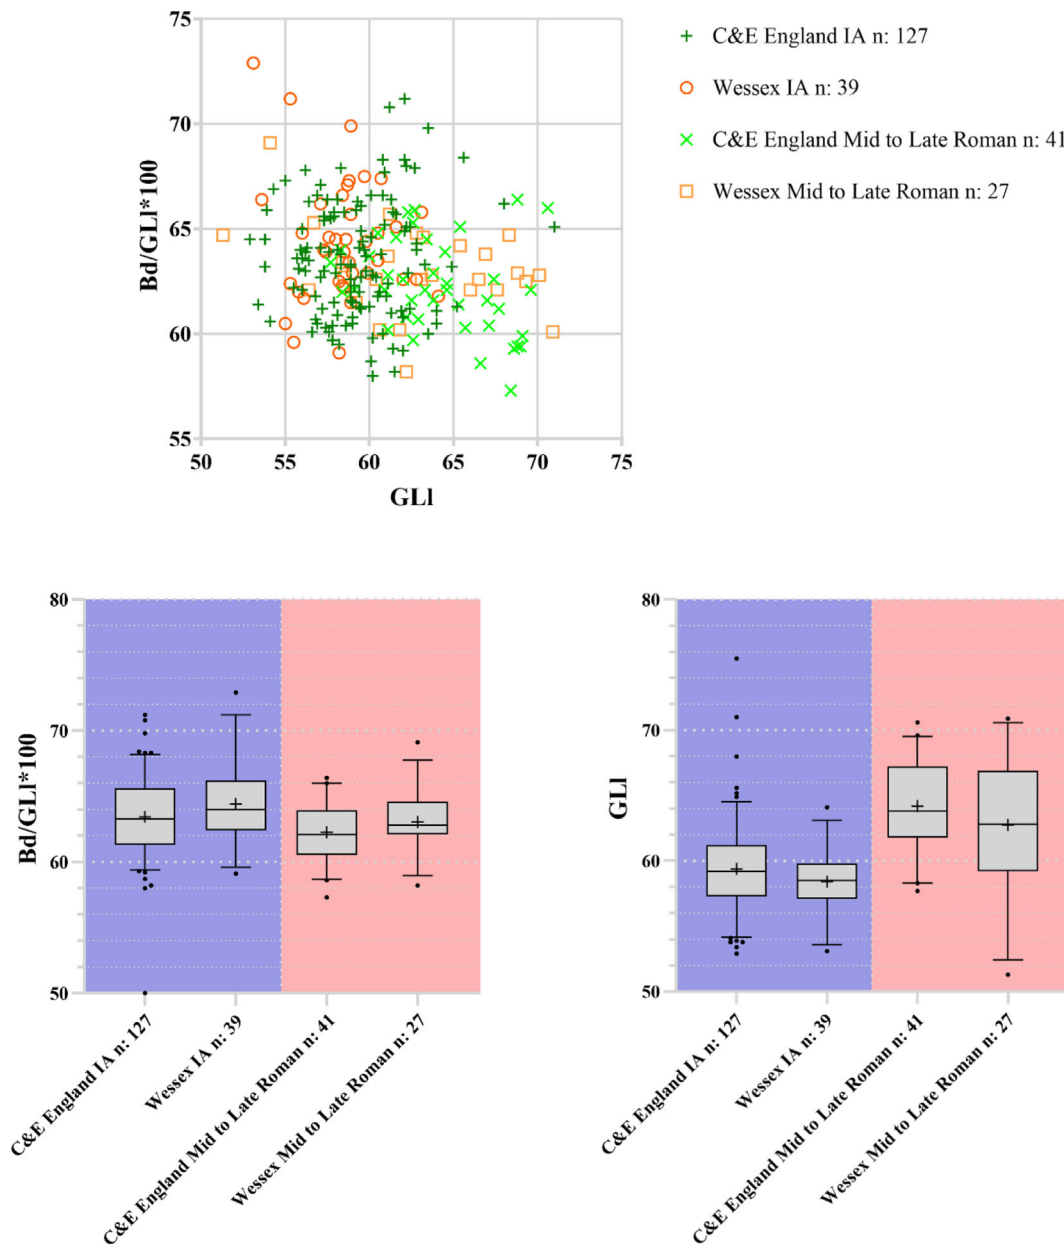 75
70
65
60
55
50
55
60
65
70
75
Bd/GLl*100
GLl
C&E England IA n: 127
Wessex IA n: 39
C&E England Mid to Late Roman n: 41
Wessex Mid to Late Roman n: 27
80
70
60
50
Bd/GLl*100
C&E England IA n: 127
Wessex IA n: 39
C&E England Mid to Late Roman n: 41
Wessex Mid to Late Roman n: 27
80
70
60
50
GLl
C&E England IA n: 127
Wessex IA n: 39
C&E England Mid to Late Roman n: 41
Wessex Mid to Late Roman n: 27